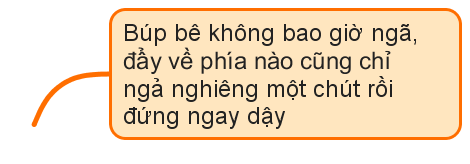 Búp bê không bao giờ ngã,
đẩy về phía nào cũng chỉ
ngả nghiêng một chút rồi
đứng ngay dậy